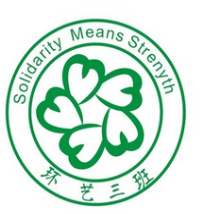 Solidarity Means Strenyth
环艺三班